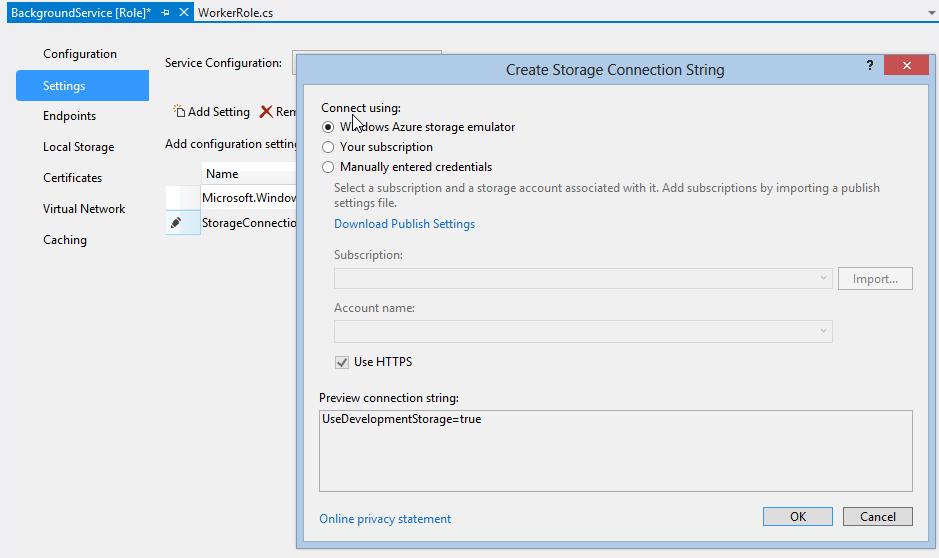 BackgroundService [Role]* WorkerRole.cs
Configuration
Settings
Endpoints
Local Storage
Certificates
Virtual Network
Caching
Service Configuration:
Add Setting Rem
Add configuration setting
Name
Microsoft.Window
StorageConnectio
Create Storage Connection String
?
Connect using:
Windows Azure storage emulator
Your subscription
Manually entered credentials
Select a subscription and a storage account associated with it. Add subscriptions by importing a publish
settings file.
Download Publish Settings
Subscription:
Import...
Account name:
Use HTTPS
Preview connection string:
UseDevelopmentStorage=true
Online privacy statement
OK Cancel